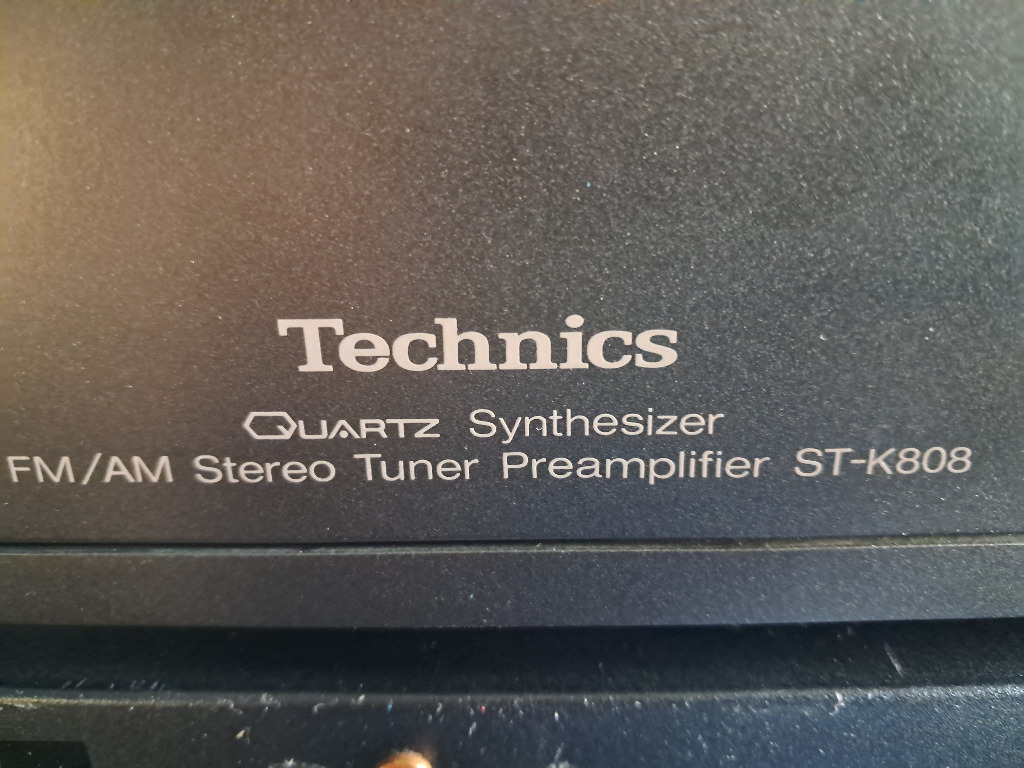 Technics
QUARTZ Synthesizer
FM/AM Stereo Tuner Preamplifier ST-K808